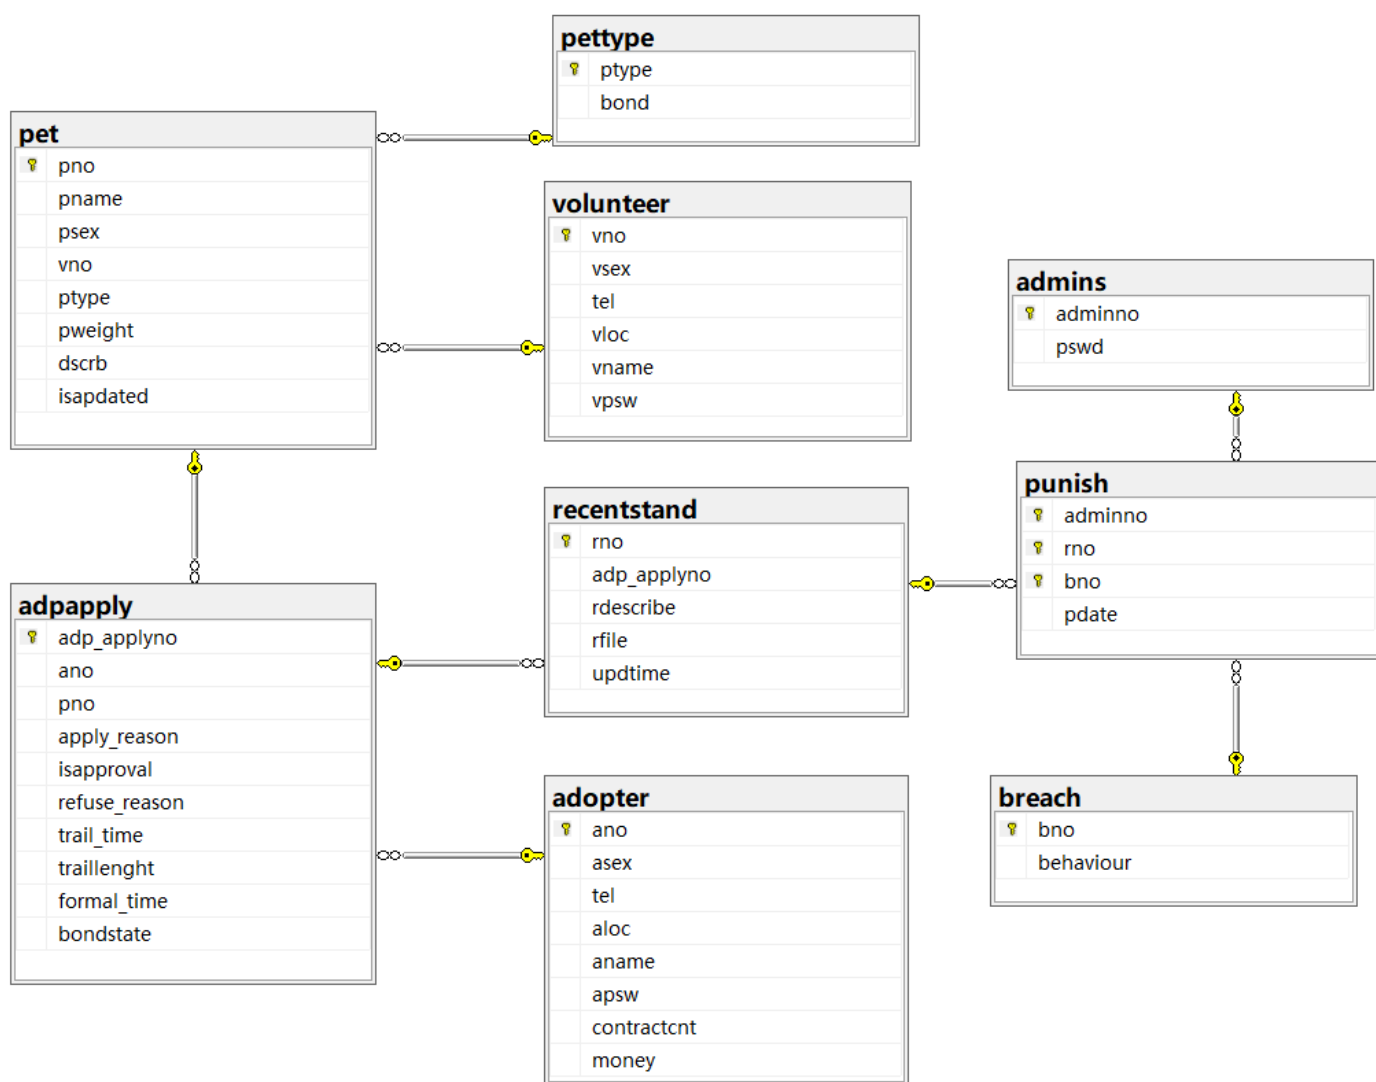 pettype
ptype
bond
pet
pno
pname
psex
vno
ptype
pweight
dscrb
isapdated
volunteer
vno
vsex
tel
vloc
vname
vpsw
admins
adminno
pswd
recentstand
rno
adp_applyno
rdescribe
rfile
updtime
punish
adminno
rno
bno
pdate
adpapply
adp_applyno
ano
pno
apply_reason
isapproval
refuse_reason
trail_time
traillenght
formal_time
bondstate
adopter
ano
asex
tel
aloc
aname
apsw
contractcnt
money
breach
bno
behaviour